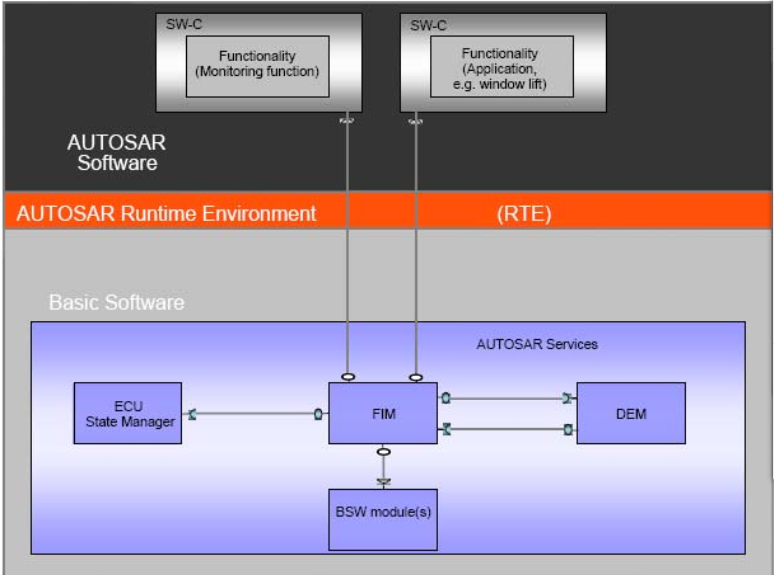 SW-C
Functionality
(Monitoring function)
SW-C
Functionality
(Application,
e.g. window lift)
AUTOSAR
Software
AUTOSAR Runtime Environment (RTE)
Basic Software
AUTOSAR Services
ECU
State Manager
FIM
DEM
BSW module(s)